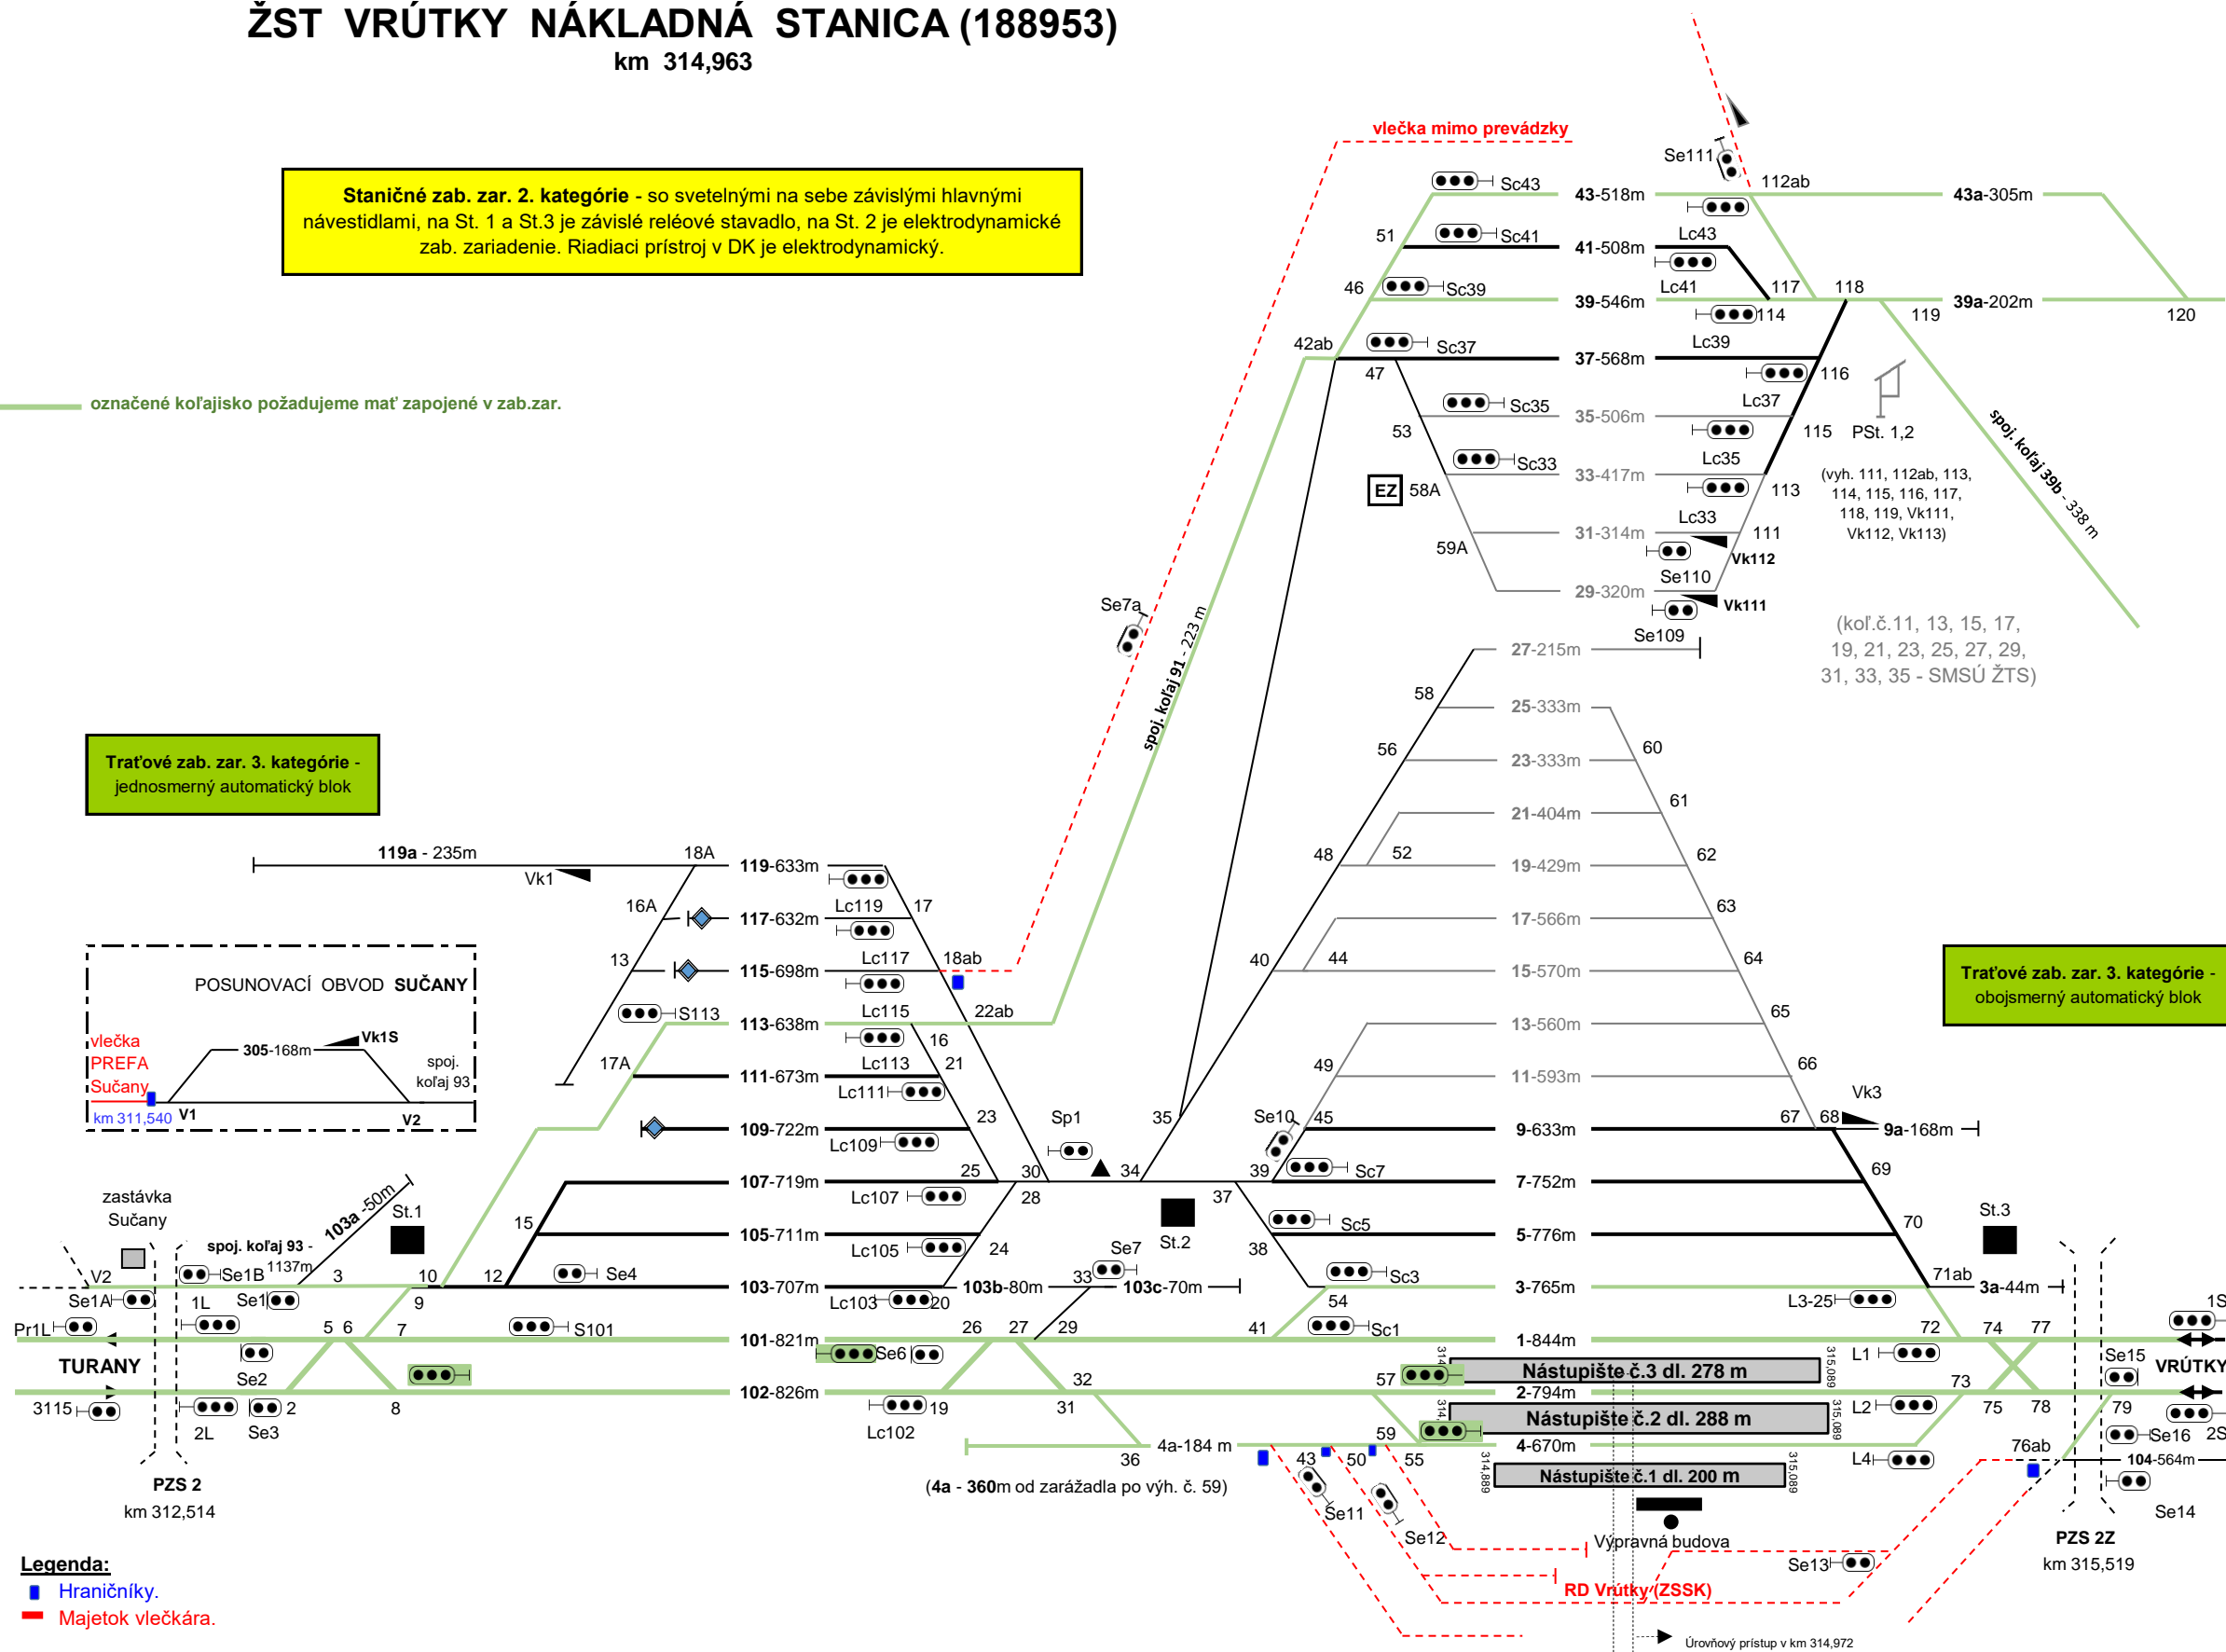 ŽST VRÚTKY NÁKLADNÁ STANICA (188953)
km 314,963
Staničné zab. zar. 2. kategórie - so svetelnými na sebe závislými hlavnými
návestidlami, na St. 1 a St.3 je závislé reléové stavadlo, na St. 2 je elektrodynamické
zab. zariadenie. Riadiaci prístroj v DK je elektrodynamický.
označené koľajisko požadujeme mať zapojené v zab.zar.
vlečka mimo prevádzky
Se111
112ab
Sc43
43-518m
43a-305m
51
Sc41
41-508m
Lc43
46
Sc39
39-546m
Lc41
117
118
39a-202m
114
119
120
42ab
Sc37
37-568m
Lc39
47
116
Sc35
35-506m
Lc37
53
115
PSt. 1,2
Sc33
33-417m
Lc35
EZ
58A
113
(vyh. 111, 112ab, 113,
114, 115, 116, 117,
118, 119, Vk111,
Vk112, Vk113)
spoj. koľaj 39b - 338 m
31-314m
Lc33
111
59A
Vk112
Se110
29-320m
Vk111
Se109
Se7a
spoj. koľaj 91 - 223 m
(koľ.č.11, 13, 15, 17,
19, 21, 23, 25, 27, 29,
31, 33, 35 - SMSÚ ŽTS)
27-215m
58
25-333m
56
60
23-333m
61
21-404m
48
52
19-429m
62
17-566m
63
40
44
15-570m
64
13-560m
65
49
11-593m
66
Vk3
45
9-633m
67
68
9a-168m
Traťové zab. zar. 3. kategórie -
jednosmerný automatický blok
Traťové zab. zar. 3. kategórie -
obojsmerný automatický blok
119a - 235m
18A
119-633m
Vk1
16A
117-632m
Lc119
17
13
115-698m
Lc117
18ab
S113
113-638m
Lc115
22ab
16
17A
111-673m
Lc113
21
Lc111
109-722m
23
Lc109
Sp1
35
Se10
107-719m
25
30
34
39
Sc7
7-752m
69
Lc107
28
37
15
105-711m
Lc105
24
St.2
38
Sc5
5-776m
70
St.3
POSUNOVACÍ OBVOD SUČANY
vlečka
PREFA
Sučany
305-168m
Vk1S
spoj.
koľaj 93
km 311,540
V1
V2
zastávka
Sučany
103a -50m
St.1
spoj. koľaj 93 -
1137m
V2
Se1B
3
10
12
Se4
103-707m
103b-80m
33
Se7
103c-70m
Sc3
3-765m
71ab
3a-44m
Se1A
1L
Se1
9
Lc103
20
54
L3-25
1S
Pr1L
5
6
7
S101
101-821m
26
27
29
41
Sc1
1-844m
72
74
77
TURANY
Se6
L1
Se15
VRÚTKY
Se2
Nástupište č.3 dl. 278 m
315,089
102-826m
32
57
2-794m
73
3115
2L
Se3
2
8
19
31
Nástupište č.2 dl. 288 m
315,089
L2
75
78
79
Lc102
59
2S
36
4a-184 m
43
50
55
4-670m
L4
76ab
Se16
104-564m
(4a - 360m od zarážadla po výh. č. 59)
314,889
Nástupište č.1 dl. 200 m
315,089
Se14
PZS 2
km 312,514
Se11
Se12
Výpravná budova
Se13
PZS 2Z
km 315,519
RD Vrútky (ZSSK)
Úrovňový prístup v km 314,972
Legenda:
Hraničníky.
Majetok vlečkára.